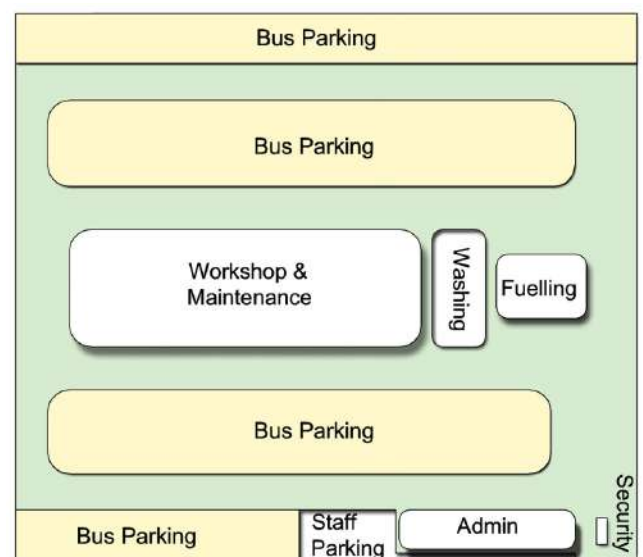 Bus Parking
Bus Parking
Workshop &
Maintenance
Washing
Fuelling
Bus Parking
Bus Parking
Staff
Parking
Admin
Security